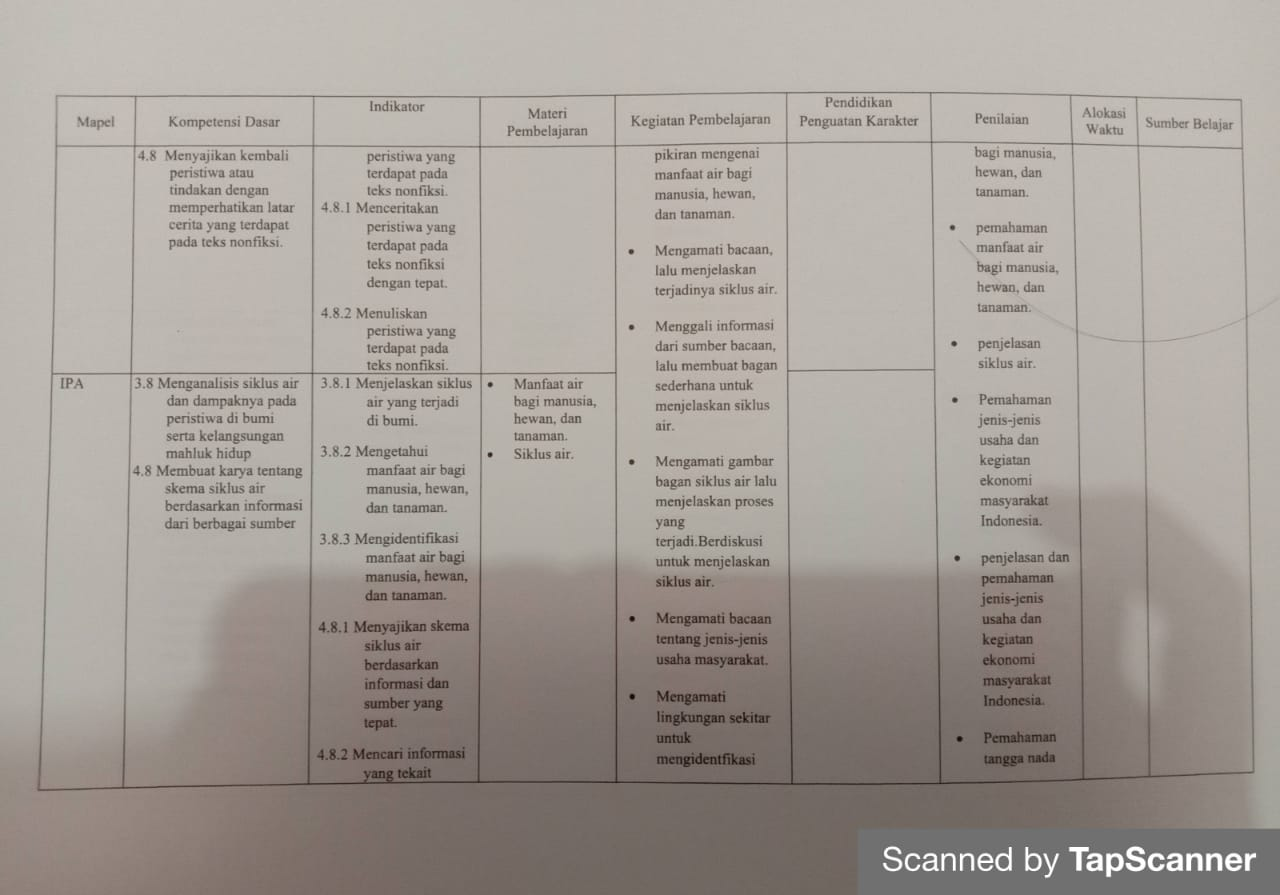 Mapel
Kompetensi Dasar
Indikator
Materi
Pembelajaran
Kegiatan Pembelajaran
Pendidikan
Penguatan Karakter
Penilaian
Alokasi
Waktu
Sumber Belajar
4.8 Menyajikan kembali
peristiwa atau
tindakan dengan
memperhatikan latar
cerita yang terdapat
pada teks nonfiksi.
peristiwa yang
terdapat pada
teks nonfiksi.
4.8.1 Menceritakan
peristiwa yang
terdapat pada
teks nonfiksi
dengan tepat.
4.8.2 Menuliskan
peristiwa yang
terdapat pada
teks nonfiksi.
IPA
3.8 Menganalisis siklus air
dan dampaknya pada
peristiwa di bumi
serta kelangsungan
mahluk hidup
4.8 Membuat karya tentang
skema siklus air
berdasarkan informasi
dari berbagai sumber
3.8.1 Menjelaskan siklus
air yang terjadi
di bumi.
3.8.2 Mengetahui
manfaat air bagi
manusia, hewan,
dan tanaman.
3.8.3 Mengidentifikasi
manfaat air bagi
manusia, hewan,
dan tanaman.
4.8.1 Menyajikan skema
siklus air
berdasarkan
informasi dan
sumber yang
tepat.
4.8.2 Mencari informasi
yang tekait
• Manfaat air
bagi manusia,
hewan, dan
tanaman.
• Siklus air.
pikiran mengenai
manfaat air bagi
manusia, hewan,
dan tanaman.
• Mengamati bacaan,
lalu menjelaskan
terjadinya siklus air.
• Menggali informasi
dari sumber bacaan,
lalu membuat bagan
sederhana untuk
menjelaskan siklus
air.
• Mengamati gambar
bagan siklus air lalu
menjelaskan proses
yang
terjadi.Berdiskusi
untuk menjelaskan
siklus air.
• Mengamati bacaan
tentang jenis-jenis
usaha masyarakat.
• Mengamati
lingkungan sekitar
untuk
mengidentfikasi
bagi manusia,
hewan, dan
tanaman.
• pemahaman
manfaat air
bagi manusia,
hewan, dan
tanaman.
• penjelasan
siklus air.
• Pemahaman
jenis-jenis
usaha dan
kegiatan
ekonomi
masyarakat
Indonesia.
• penjelasan dan
pemahaman
jenis-jenis
usaha dan
kegiatan
ekonomi
masyarakat
Indonesia.
• Pemahaman
tangga nada
Scanned by TapScanner